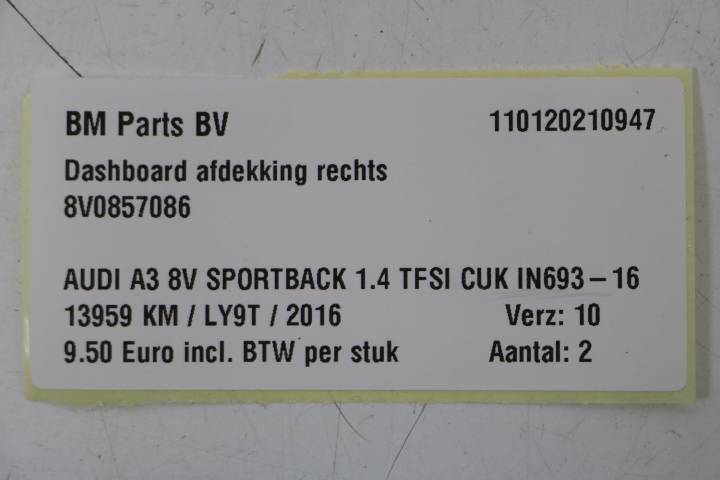 BM Parts BV 110120210947
Dashboard afdekking rechts
8V0857086
AUDI A3 8V SPORTBACK 1.4 TFSI CUK IN693-16
13959 KM / LY9T / 2016 Verz: 10
9.50 Euro incl. BTW per stuk Aantal: 2